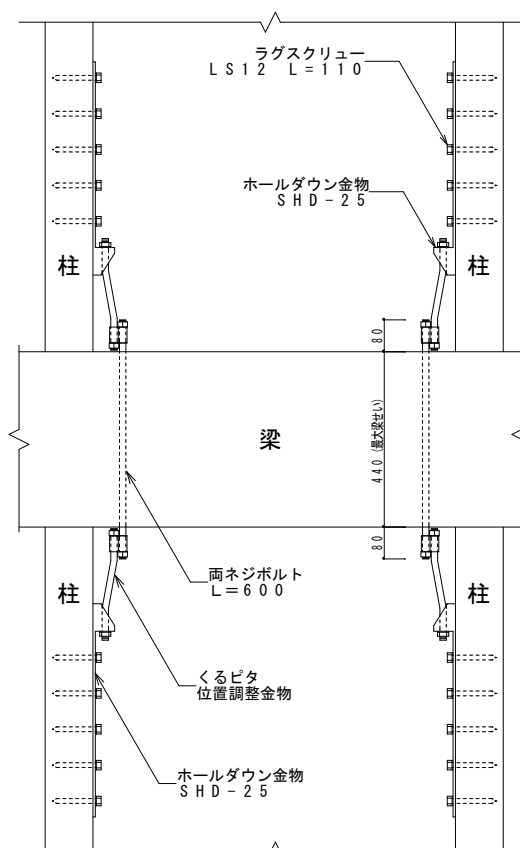 ラグスクリュー
LS12 L=110
ホールダウン金物
SHD-25
柱
柱
80
梁
440(最大梁せい)
80
両ネジボルト
L=600
柱
柱
くるピタ
位置調整金物
ホールダウン金物
SHD-25